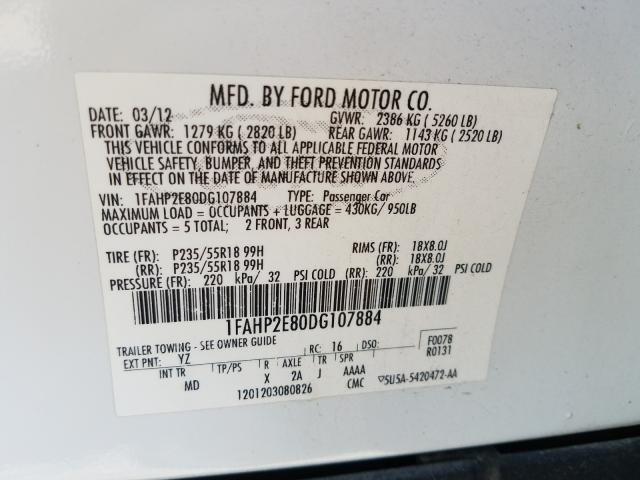 MFD. BY FORD MOTOR CO.
DATE: 03/12 GVWR: 2386 KG ( 5260 LB)
FRONT GAWR: 1279 KG ( 2820 LB) REAR GAWR: 1143 KG ( 2520 LB)
THIS VEHICLE CONFORMS TO ALL APPLICABLE FEDERAL MOTOR
VEHICLE SAFETY, BUMPER, AND THEFT PREVENTION STANDARDS
IN EFFECT ON THE DATE OF MANUFACTURE SHOWN ABOVE.
VIN: 1FAHP2E80DG107884 TYPE: Passenger Car
MAXIMUM LOAD = OCCUPANTS + LUGGAGE = 430KG/ 950LB
OCCUPANTS = 5 TOTAL; 2 FRONT, 3 REAR
TIRE (FR): P235/55R18 99H RIMS (FR): 18X8.0J
(RR): P235/55R18 99H (RR): 18X8.0J
PRESSURE (FR): 220 kPa/ 32 PSI COLD (RR): 220 kPa/ 32 PSI COLD
1FAHP2E80DG107884
TRAILER TOWING - SEE OWNER GUIDE RC: 16 DSO: F0078
EXT PNT: YZ R0131
INT TR TP/PS R AXLE TR SPR
MD X 2A J AAAA
1201203080826 CMC 5U5A-5420472-AA